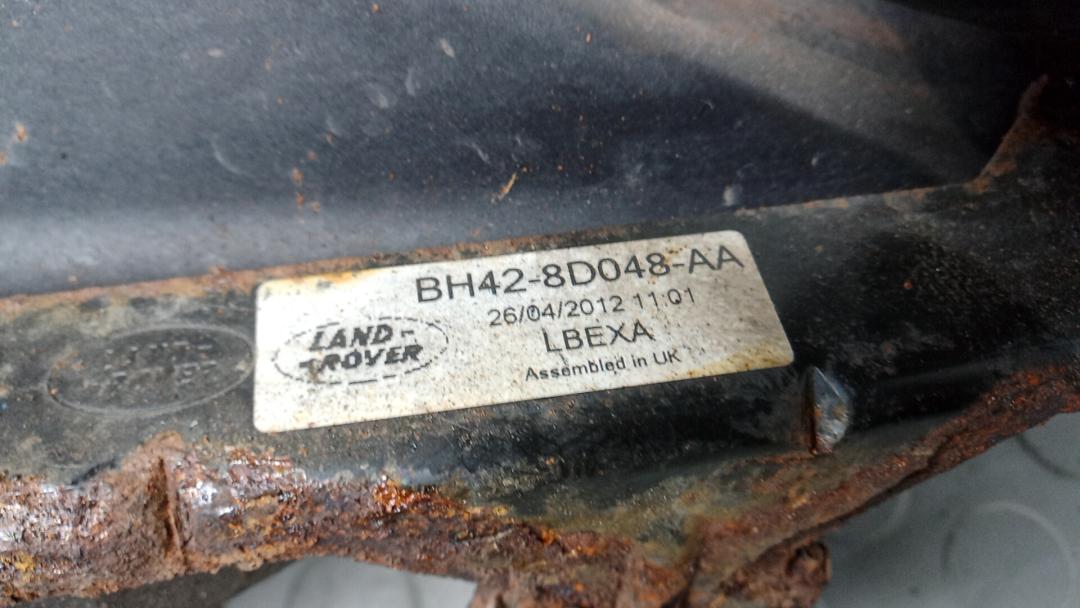 BH42-8D048-AA
26/04/2012 11:01
LBEXA
Assembled in UK
LAND-
-ROVER